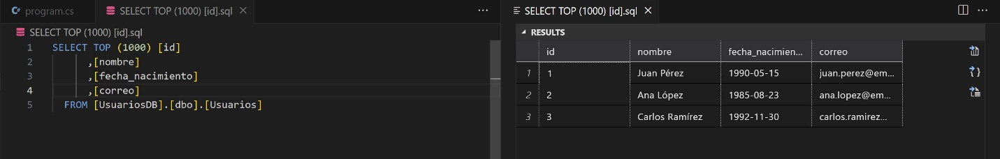 program.cs
SELECT TOP (1000) [id].sql
SELECT TOP (1000) [id].sql
1 SELECT TOP (1000) [id]
2 ,[nombre]
3 ,[fecha_nacimiento]
4 ,[correo]
5 FROM [UsuariosDB].[dbo].[Usuarios]
SELECT TOP (1000) [id].sql
RESULTS
id nombre fecha_nacimien... correo
1 1 Juan Pérez 1990-05-15 juan.perez@em...
2 2 Ana López 1985-08-23 ana.lopez@em...
3 3 Carlos Ramírez 1992-11-30 carlos.ramirez...